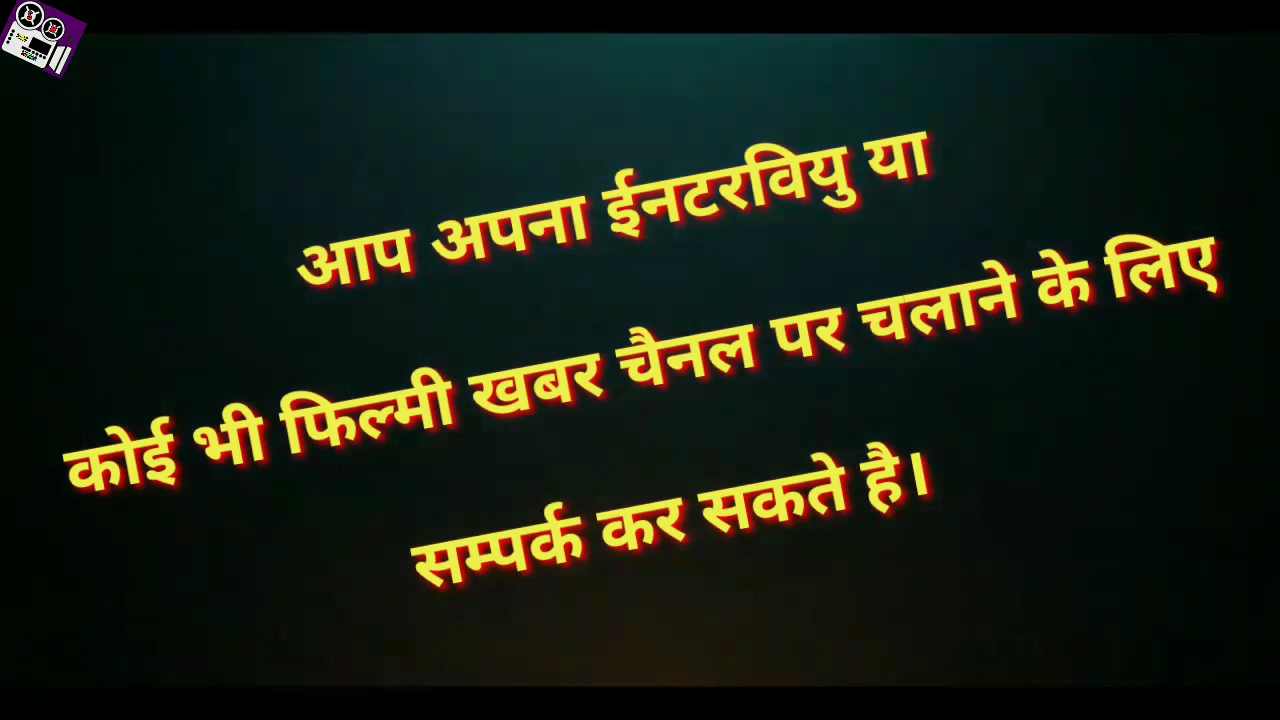 आप अपना ईनटरवियु या
कोई भी फिल्मी खबर चैनल पर चलाने के लिए
सम्पर्क कर सकते है।